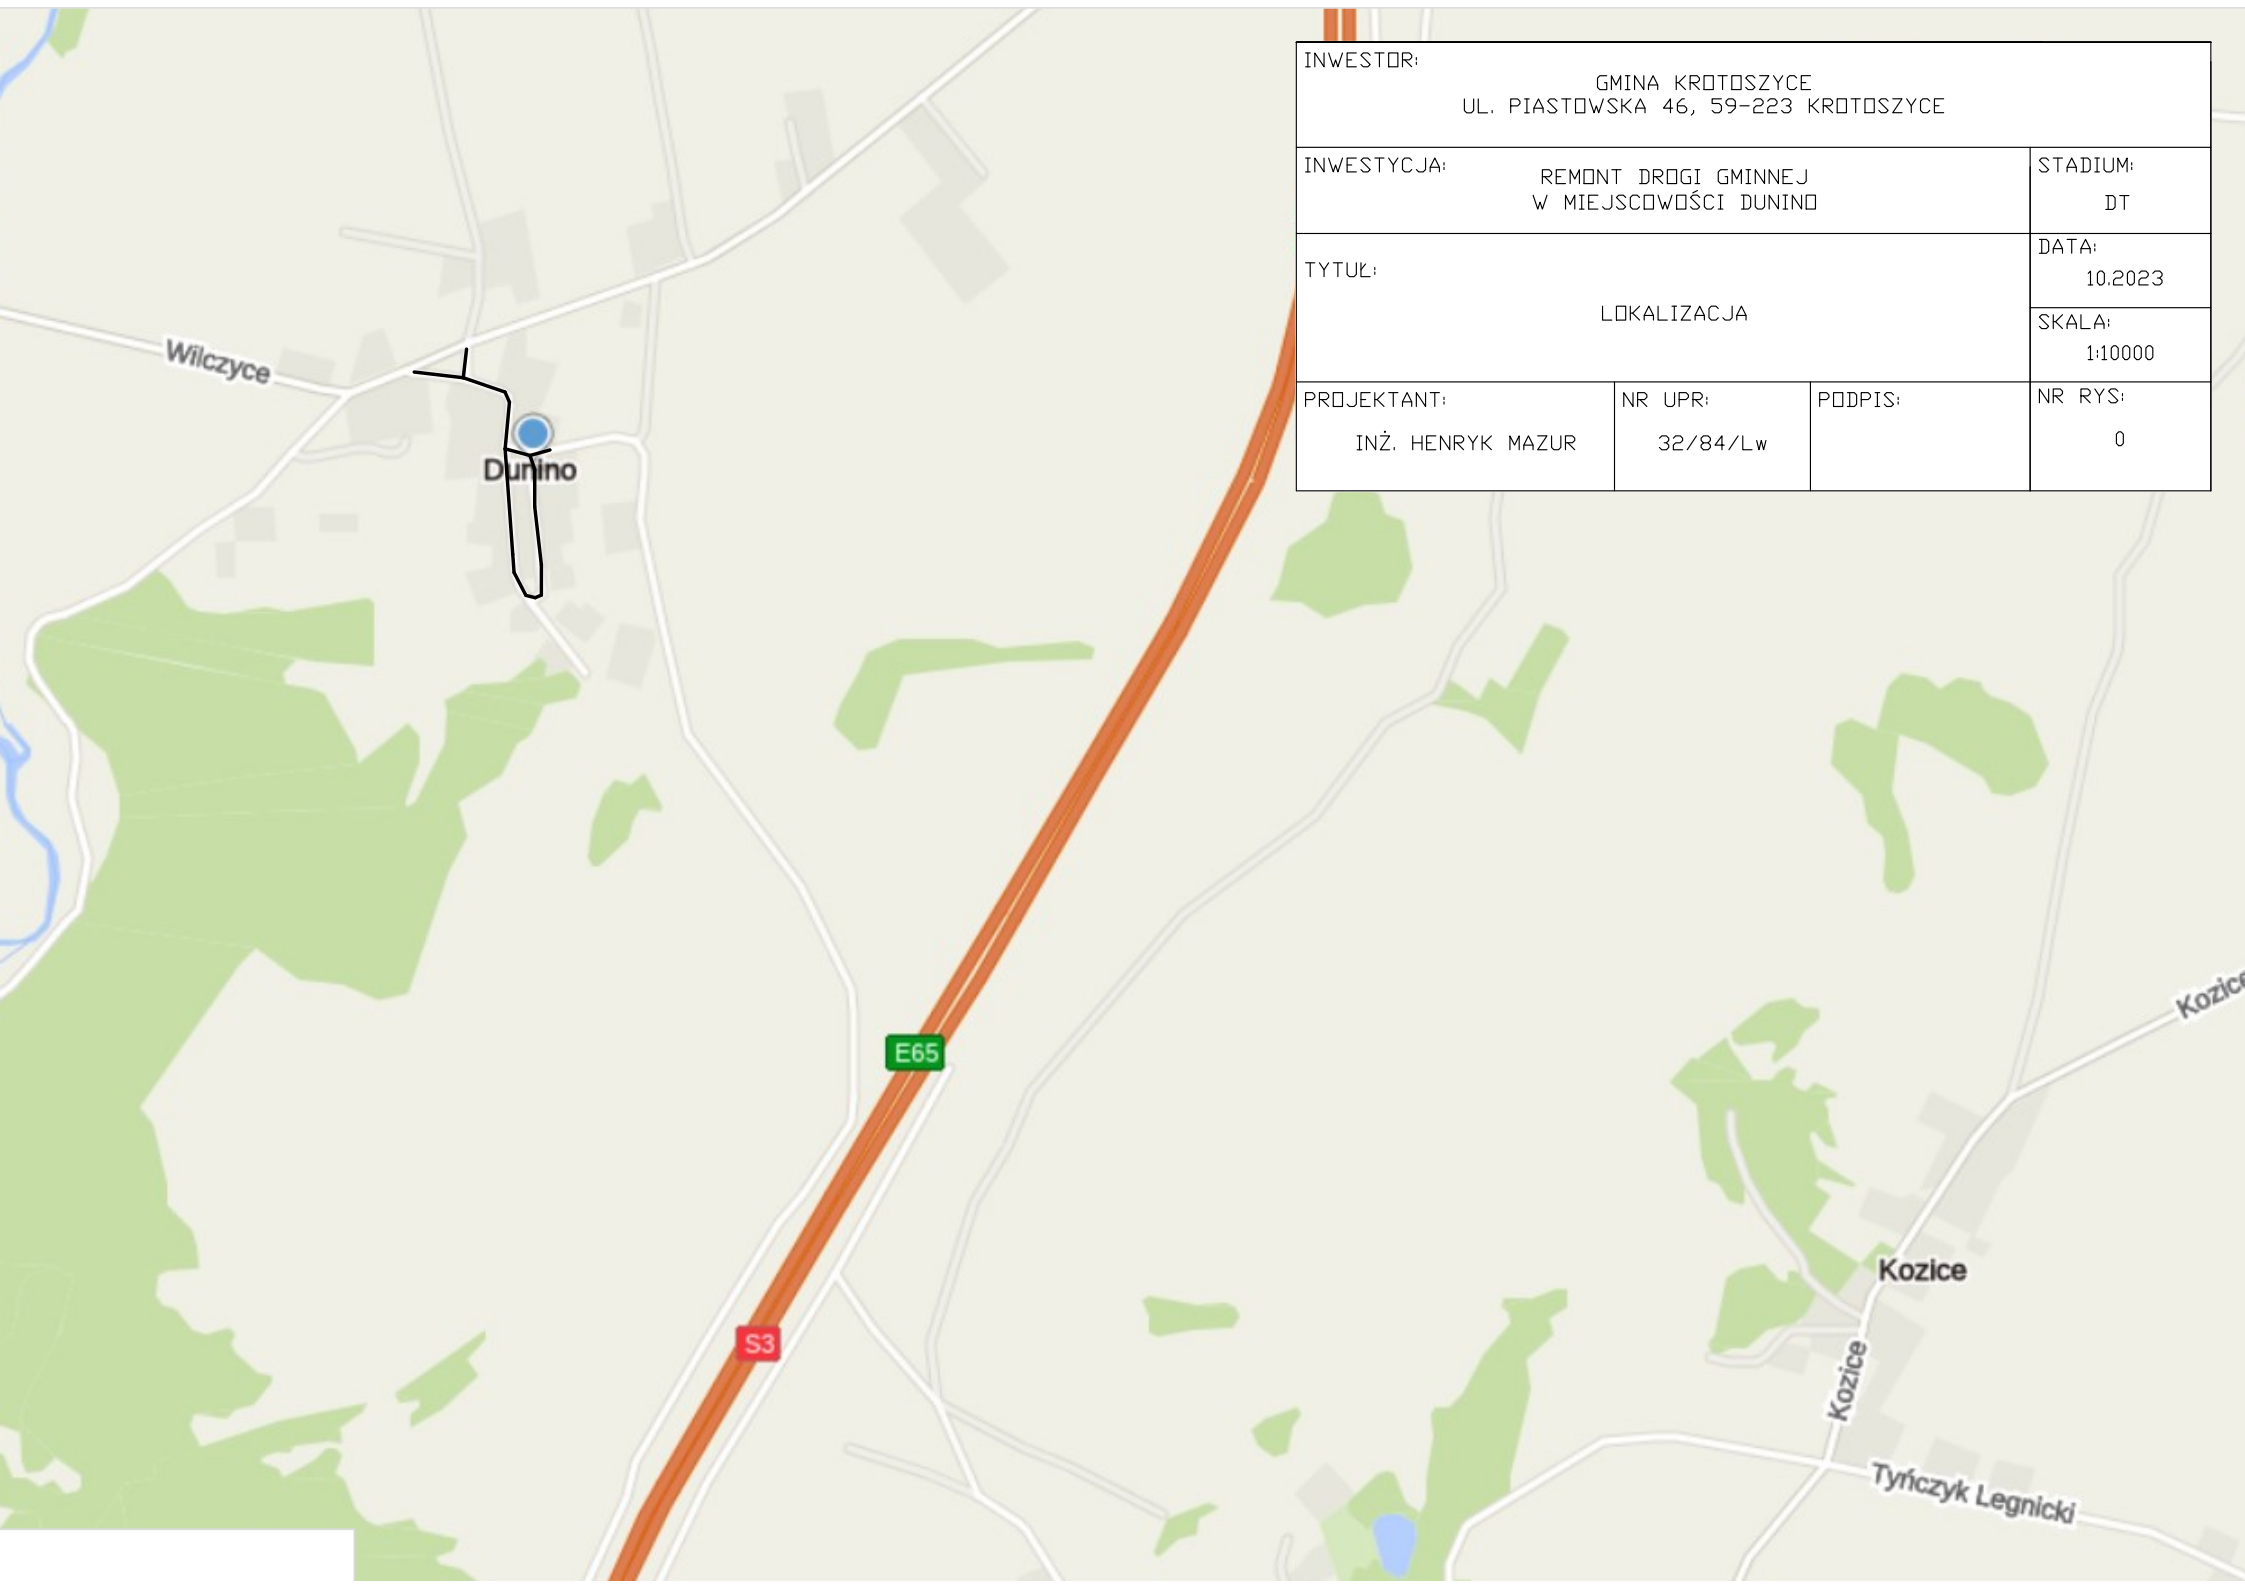 INWESTOR:
GMINA KROTOSZYCE
UL. PIASTOWSKA 46, 59-223 KROTOSZYCE
INWESTYCJA:
REMONT DROGI GMINNEJ
W MIEJSCOWOŚCI DUNINO
STADIUM:
DT
TYTUŁ:
LOKALIZACJA
DATA:
10.2023
SKALA:
1:10000
PROJEKTANT:
INŻ. HENRYK MAZUR
NR UPR:
32/84/Lw
PODPIS:
NR RYS:
0
Wilczyce
Dunino
E65
Kozice
Kozice
S3
Kozice
Tyńczyk Legnicki